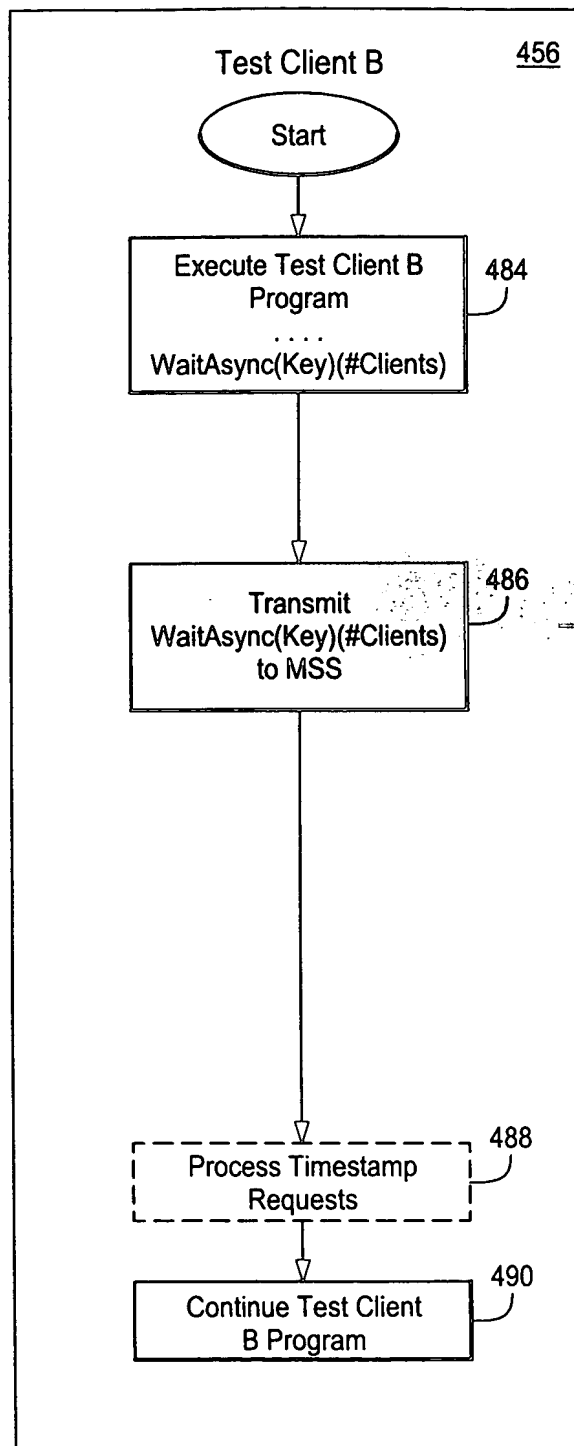 Test Client B
456
Start
Execute Test Client B
Program
. . . .
WaitAsync(Key)(#Clients)
484
Transmit
WaitAsync(Key)(#Clients)
to MSS
486
Process Timestamp
Requests
488
Continue Test Client
B Program
490